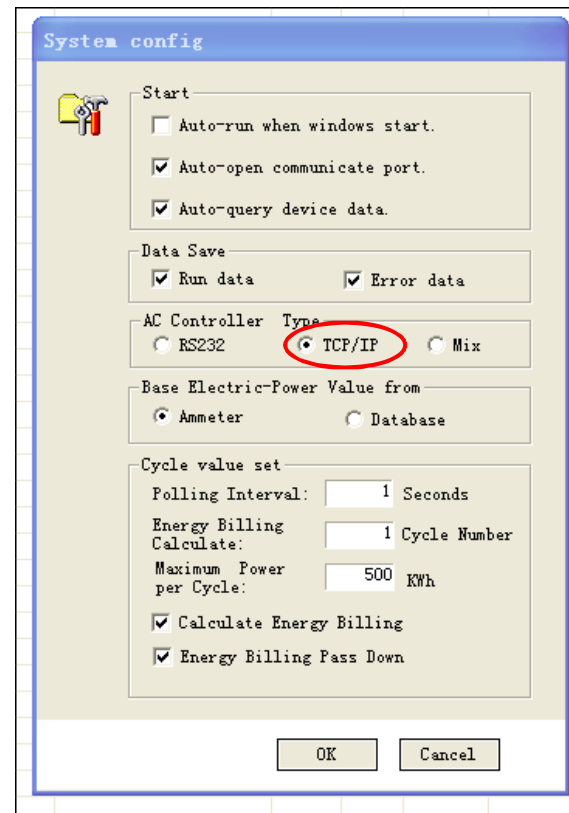 System config
Start
Auto-run when windows start.
Auto-open communicate port.
Auto-query device data.
Data Save
Run data Error data
AC Controller Type
RS232 TCP/IP Mix
Base Electric-Power Value from
Ammeter Database
Cycle value set
Polling Interval: 1 Seconds
Energy Billing
Calculate: 1 Cycle Number
Maximum Power
per Cycle: 500 KWh
Calculate Energy Billing
Energy Billing Pass Down
OK Cancel